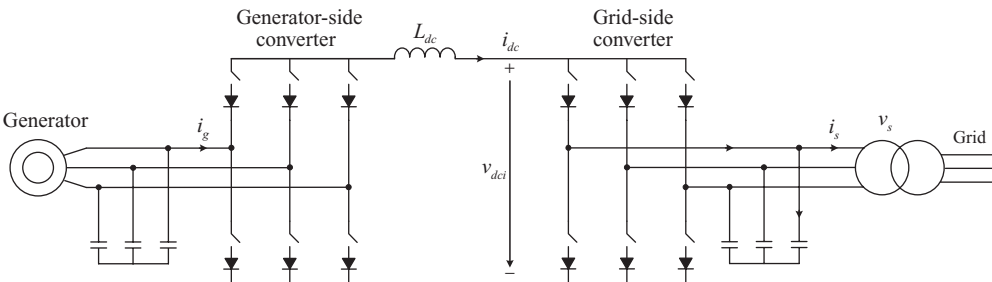 Generator-side
converter
L_dc
i_dc
Grid-side
converter
+
Generator
i_g
v_dci
i_s
v_s
Grid
−